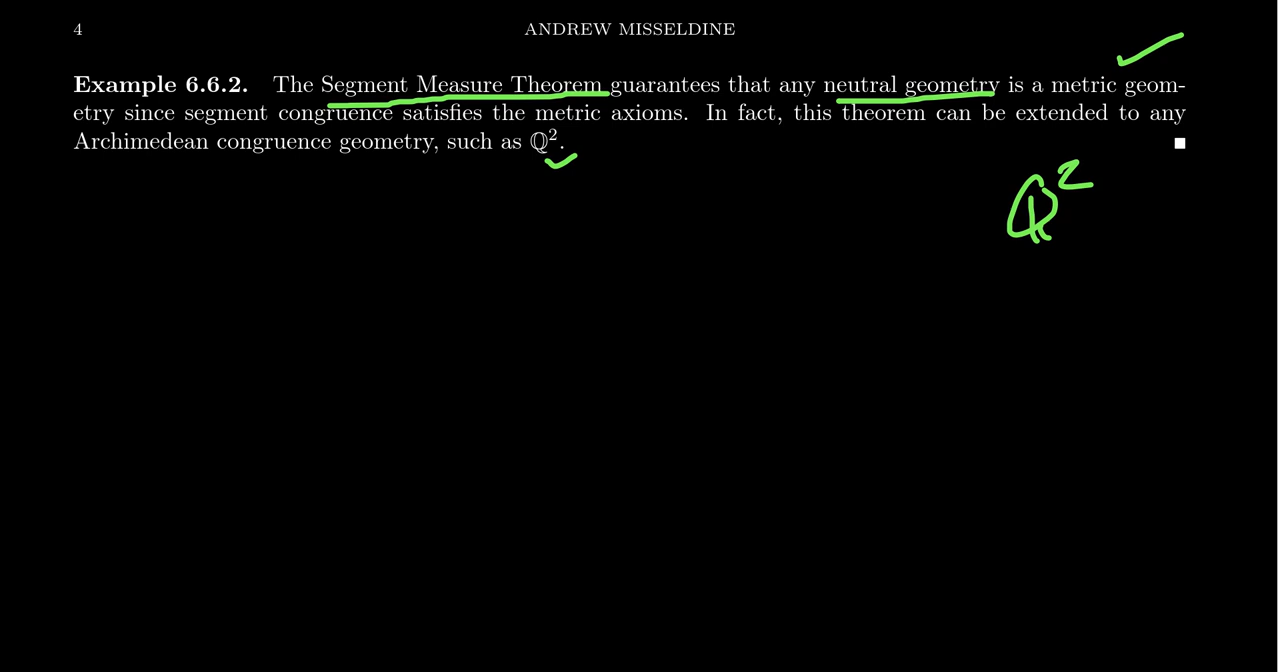 4 ANDREW MISSELDINE
Example 6.6.2. The Segment Measure Theorem guarantees that any neutral geometry is a metric geom-
etry since segment congruence satisfies the metric axioms. In fact, this theorem can be extended to any
Archimedean congruence geometry, such as ℚ². ■